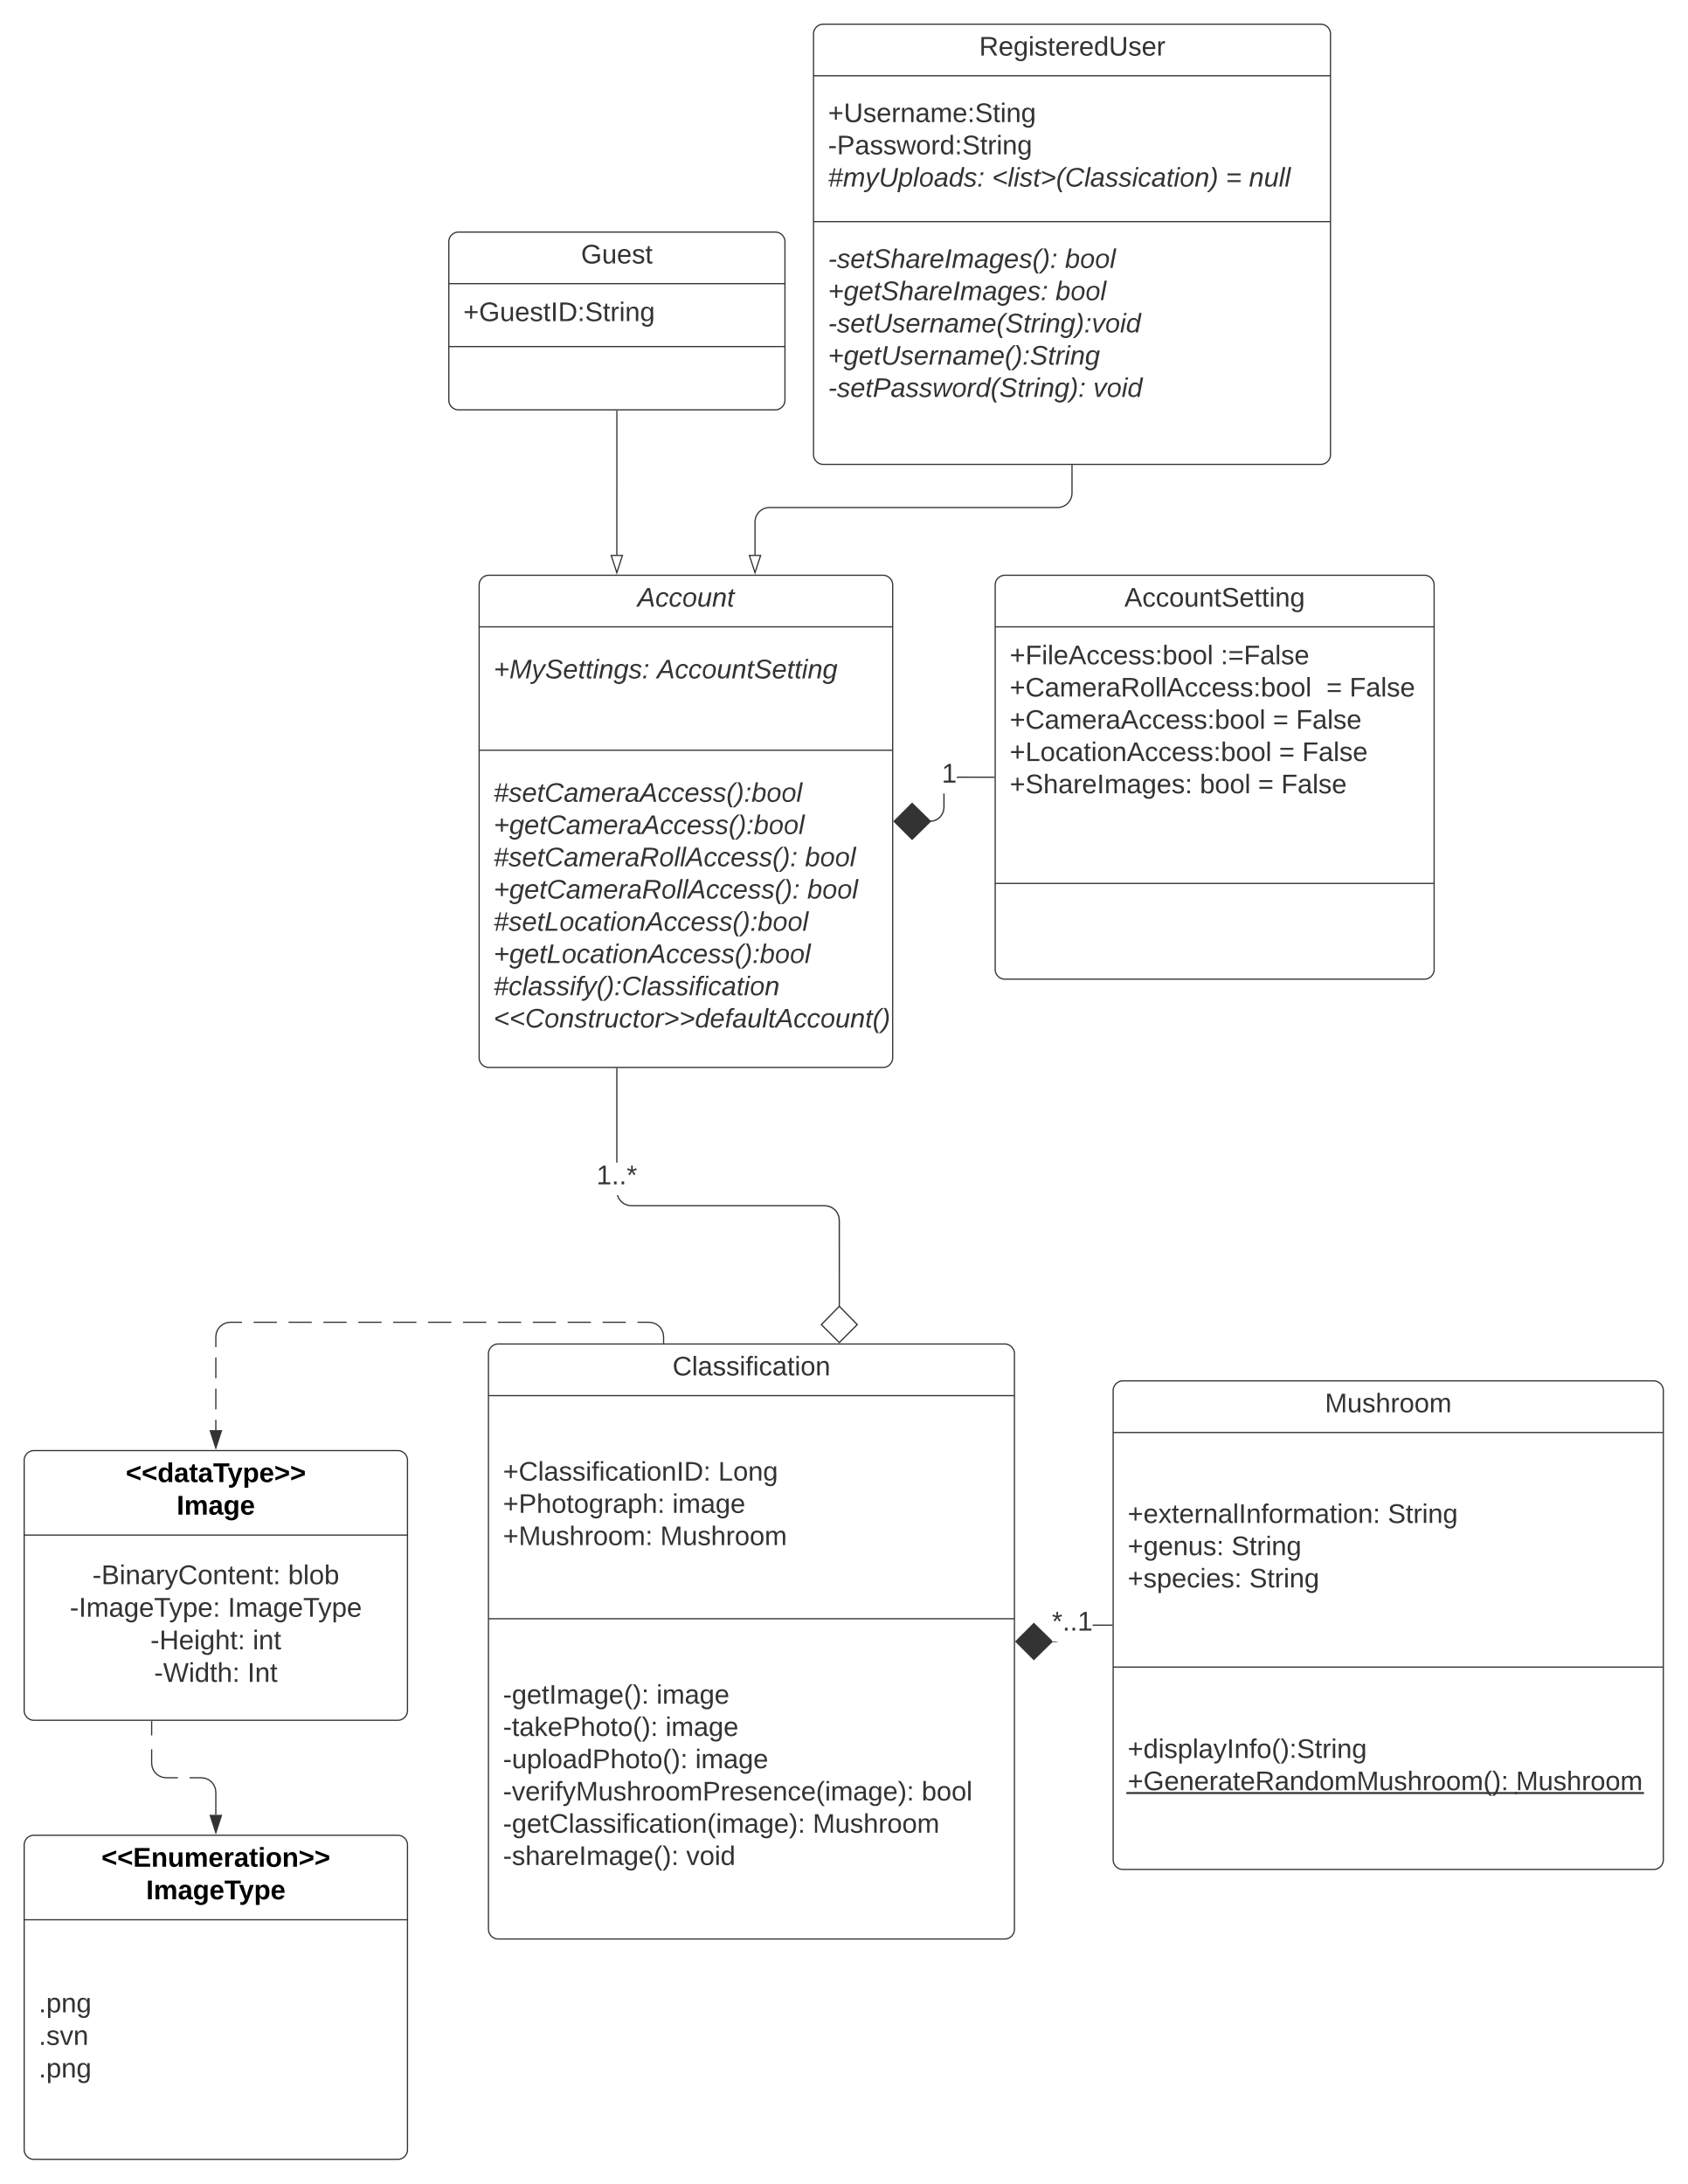 RegisteredUser
+Username:Sting
-Password:String
#myUploads: <list>(Classication) = null
-setShareImages(): bool
+getShareImages: bool
-setUsername(String):void
+getUsername():String
-setPassword(String): void
Guest
+GuestID:String
Account
+MySettings: AccountSetting
#setCameraAccess():bool
+getCameraAccess():bool
#setCameraRollAccess(): bool
+getCameraRollAccess(): bool
#setLocationAccess():bool
+getLocationAccess():bool
#classify():Classification
<<Constructor>>defaultAccount()
1
AccountSetting
+FileAccess:bool :=False
+CameraRollAccess:bool  = False
+CameraAccess:bool = False
+LocationAccess:bool = False
+ShareImages: bool = False
1..*
Classification
+ClassificationID: Long
+Photograph: image
+Mushroom: Mushroom
-getImage(): image
-takePhoto(): image
-uploadPhoto(): image
-verifyMushroomPresence(image): bool
-getClassification(image): Mushroom
-shareImage(): void
*..1
Mushroom
+externalInformation: String
+genus: String
+species: String
+displayInfo():String
+GenerateRandomMushroom(): Mushroom
<<dataType>>
Image
-BinaryContent: blob
-ImageType: ImageType
-Height: int
-Width: Int
<<Enumeration>>
ImageType
.png
.svn
.png